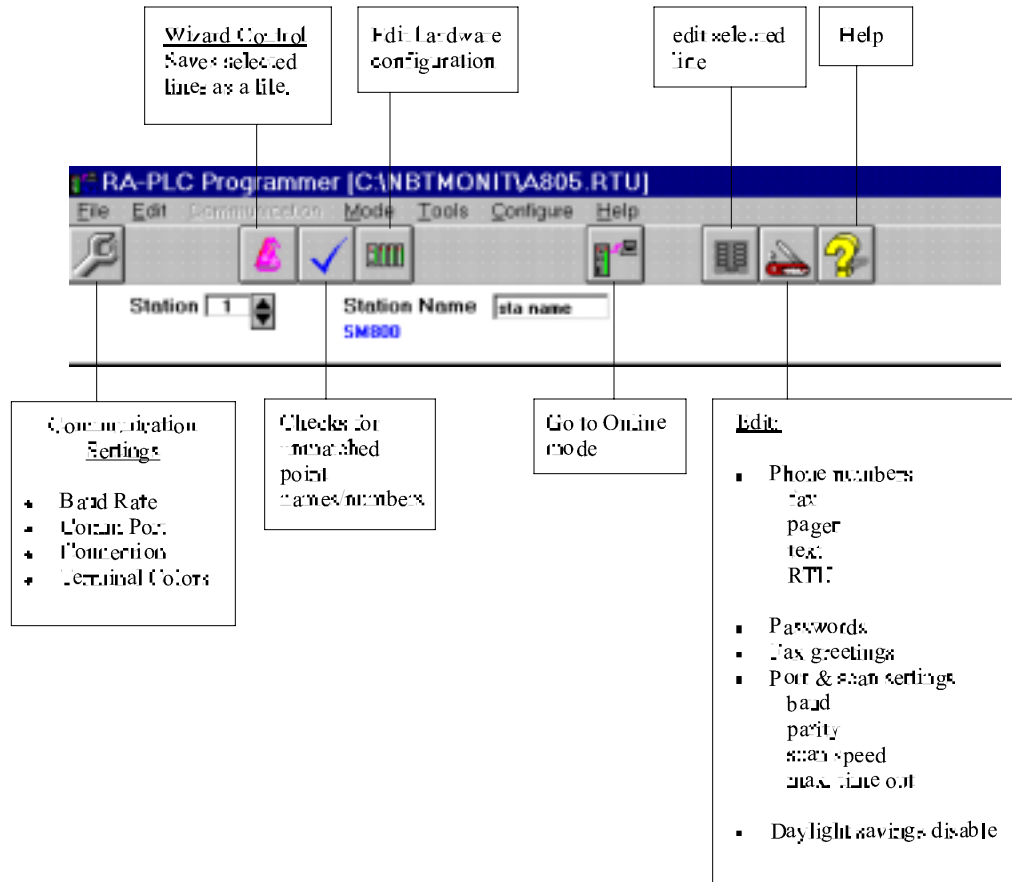 Wizard Control
Saves selected
lines as a file.
Edit Hardware
configuration
edit selected
line
Help
RA-PLC Programmer [C:\NBTMONIT\A805.RTU]
File Edit Communication Mode Tools Configure Help
Station 1 Station Name sta name
SM800
Communication
Settings
Baud Rate
Comm Port
Connection
Terminal Colors
Checks for
unmatched
point
names/numbers
Go to Online
mode
Edit:
Phone numbers
fax
pager
text
RTU
Passwords
Fax greetings
Port & scan settings
baud
parity
scan speed
max time out
Daylight savings disable